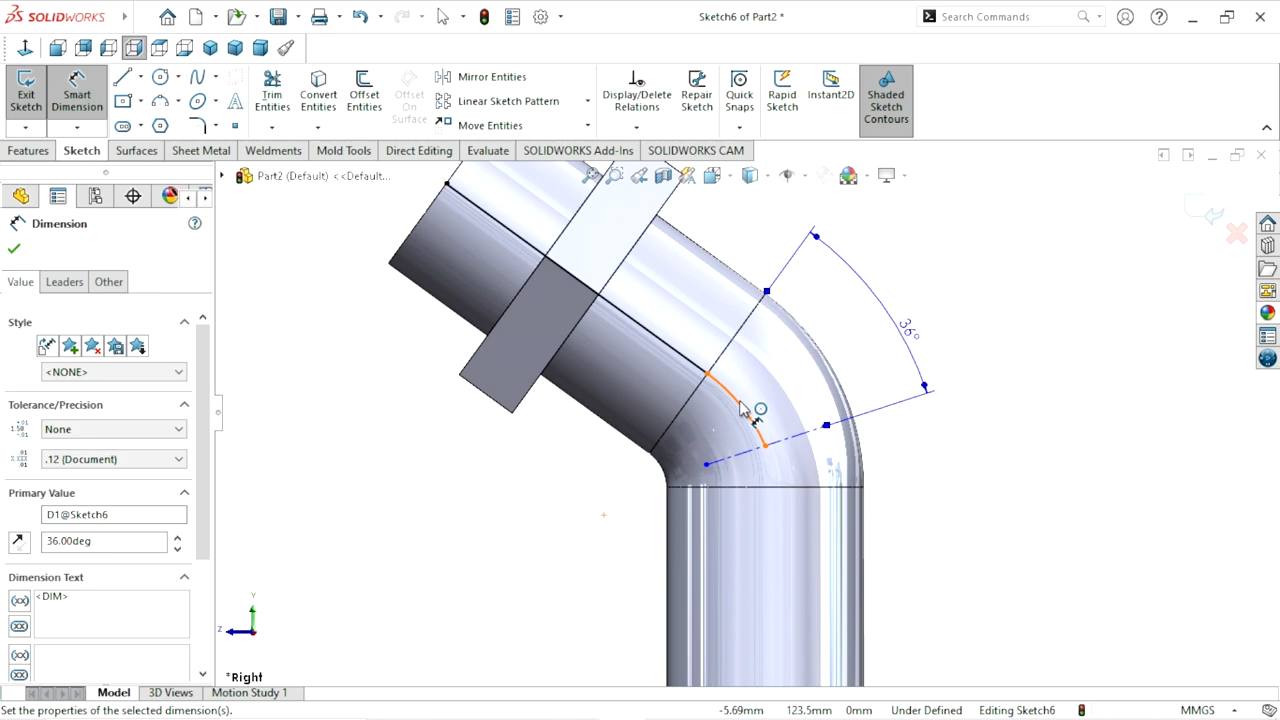 SOLIDWORKS
Sketch6 of Part2 *
Search Commands
Exit Sketch
Smart Dimension
Trim Entities
Convert Entities
Offset Entities
Offset On Surface
Mirror Entities
Linear Sketch Pattern
Move Entities
Display/Delete Relations
Repair Sketch
Quick Snaps
Rapid Sketch
Instant2D
Shaded Sketch Contours
Features
Sketch
Surfaces
Sheet Metal
Weldments
Mold Tools
Direct Editing
Evaluate
SOLIDWORKS Add-Ins
SOLIDWORKS CAM
Part2 (Default) <<Default...
Dimension
Value
Leaders
Other
Style
<NONE>
Tolerance/Precision
None
.12 (Document)
Primary Value
D1@Sketch6
36.00deg
Dimension Text
<DIM>
36°
Y
Z
*Right
Model
3D Views
Motion Study 1
Set the properties of the selected dimension(s).
-5.69mm
123.5mm
0mm
Under Defined
Editing Sketch6
MMGS